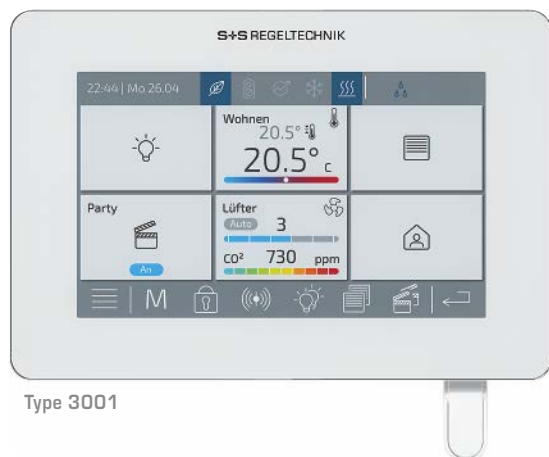 S+S REGELTECHNIK
22:44 | Mo 26.04
Wohnen
20.5°
20.5° c
Party
An
Lüfter
Auto 3
CO² 730 ppm
M
Type 3001